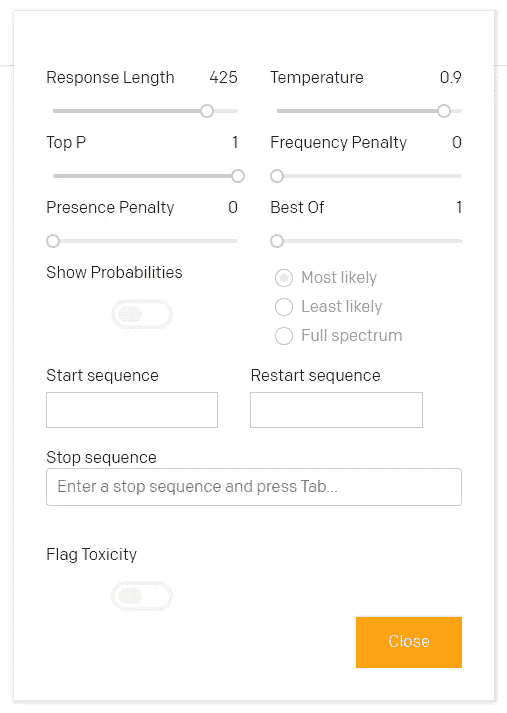 Response Length 425 Temperature 0.9
Top P 1 Frequency Penalty 0
Presence Penalty 0 Best Of 1
Show Probabilities
Most likely
Least likely
Full spectrum
Start sequence Restart sequence
Stop sequence
Enter a stop sequence and press Tab...
Flag Toxicity
Close